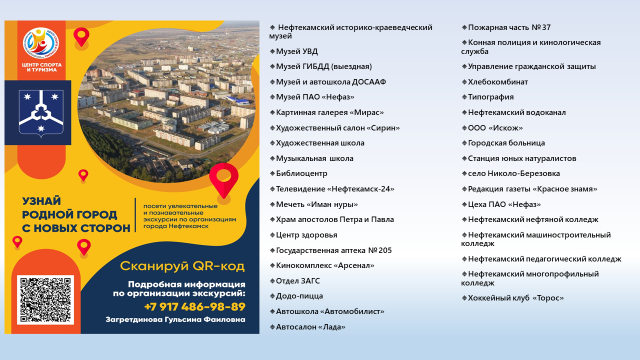 ЦЕНТР СПОРТА
И ТУРИЗМА
УЗНАЙ
РОДНОЙ ГОРОД
С НОВЫХ СТОРОН
посети увлекательные
и познавательные
экскурсии по организациям
города Нефтекамск
Сканируй QR-код
Подробная информация
по организации экскурсий:
+7 917 486-98-89
Загретдинова Гульсина Фаиловна
❖ Нефтекамский историко-краеведческий
музей
❖Музей УВД
❖Музей ГИБДД (выездная)
❖Музей и автошкола ДОСААФ
❖Музей ПАО «Нефаз»
❖Картинная галерея «Мирас»
❖Художественный салон «Сирин»
❖Художественная школа
❖Музыкальная школа
❖Библиоцентр
❖Телевидение «Нефтекамск-24»
❖Мечеть «Иман нуры»
❖Храм апостолов Петра и Павла
❖Центр здоровья
❖Государственная аптека №205
❖Кинокомплекс «Арсенал»
❖Отдел ЗАГС
❖Додо-пицца
❖Автошкола «Автомобилист»
❖Автосалон «Лада»
❖Пожарная часть №37
❖Конная полиция и кинологическая
служба
❖Управление гражданской защиты
❖Хлебокомбинат
❖Типография
❖Нефтекамский водоканал
❖ООО «Искож»
❖Городская больница
❖Станция юных натуралистов
❖село Николо-Березовка
❖Редакция газеты «Красное знамя»
❖Цеха ПАО «Нефаз»
❖Нефтекамский нефтяной колледж
❖Нефтекамский машиностроительный
колледж
❖Нефтекамский педагогический колледж
❖Нефтекамский многопрофильный
колледж
❖Хоккейный клуб «Торос»